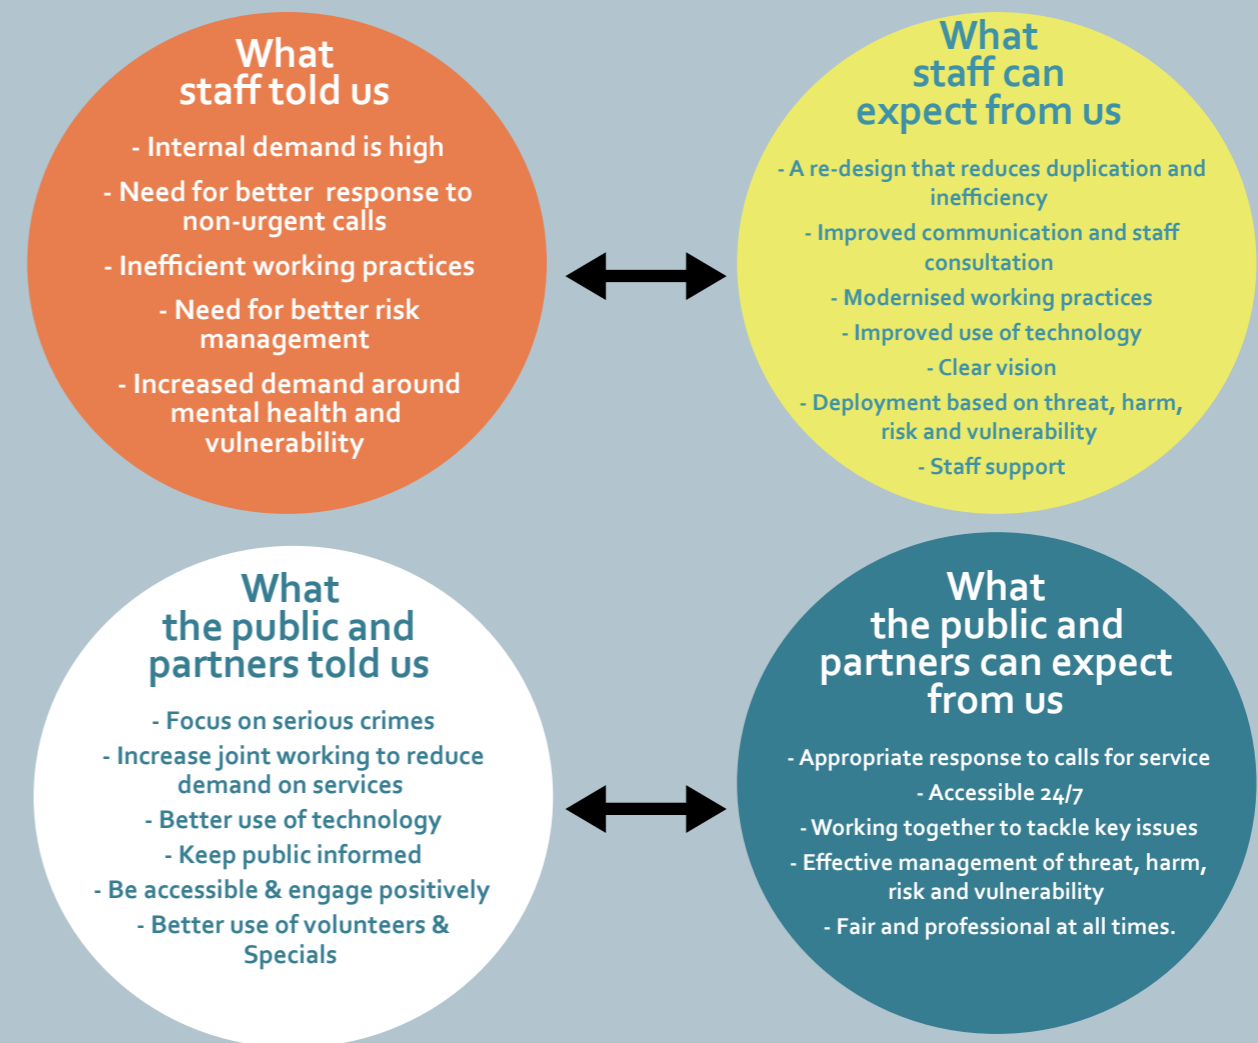 What
staff told us
- Internal demand is high
- Need for better response to
non-urgent calls
- Inefficient working practices
- Need for better risk
management
- Increased demand around
mental health and
vulnerability
What
staff can
expect from us
- A re-design that reduces duplication and
inefficiency
- Improved communication and staff
consultation
- Modernised working practices
- Improved use of technology
- Clear vision
- Deployment based on threat, harm,
risk and vulnerability
- Staff support
What
the public and
partners told us
- Focus on serious crimes
- Increase joint working to reduce
demand on services
- Better use of technology
- Keep public informed
- Be accessible & engage positively
- Better use of volunteers &
Specials
What
the public and
partners can expect
from us
- Appropriate response to calls for service
- Accessible 24/7
- Working together to tackle key issues
- Effective management of threat, harm,
risk and vulnerability
- Fair and professional at all times.